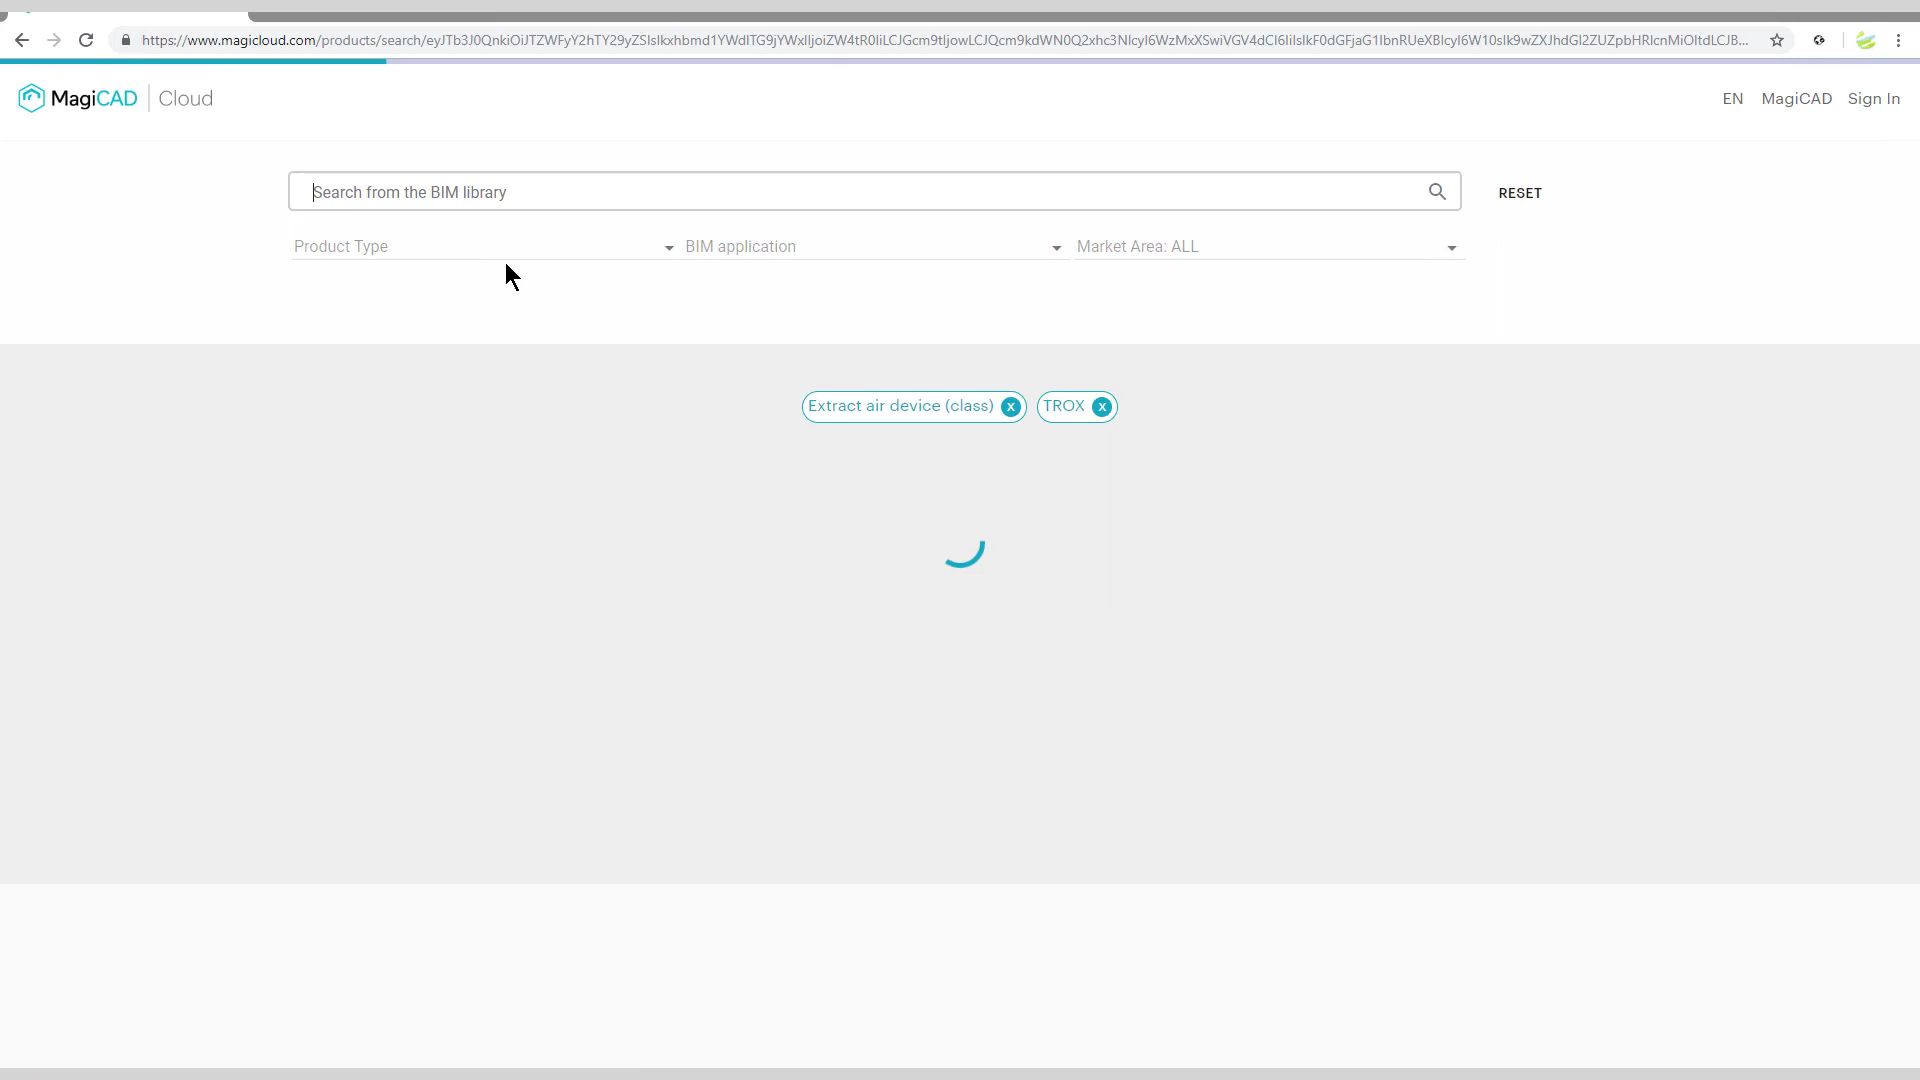 https://www.magicloud.com/products/search/
MagiCAD Cloud
EN MagiCAD Sign In
Search from the BIM library
RESET
Product Type BIM application Market Area: ALL
Extract air device (class) x TROX x